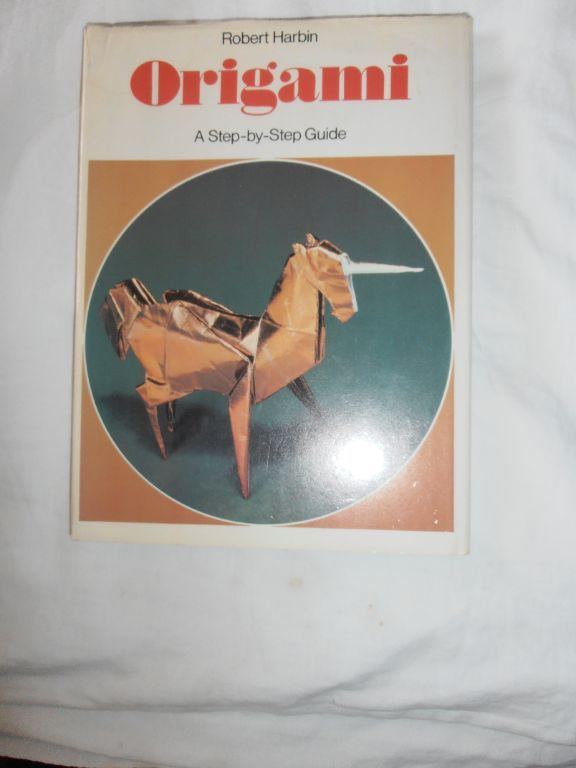 Robert Harbin
Origami
A Step-by-Step Guide